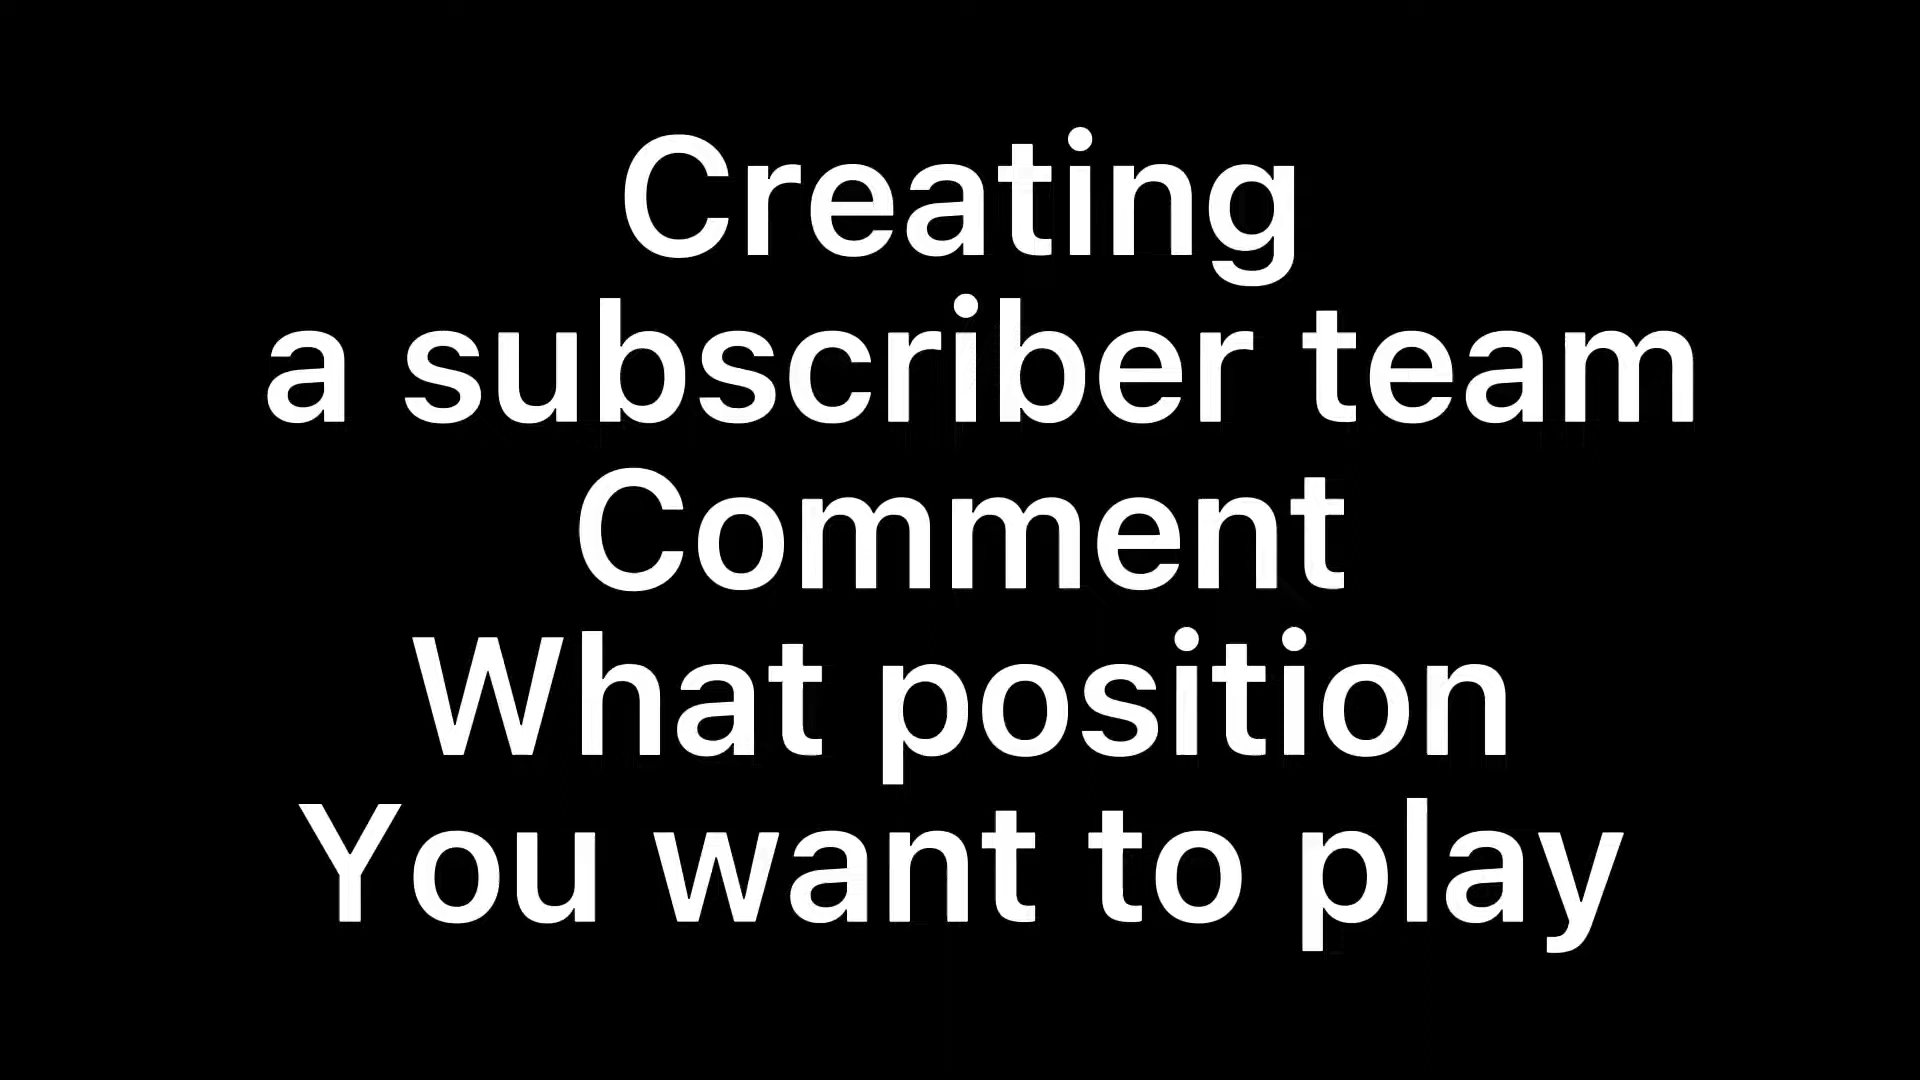 Creating
a subscriber team
Comment
What position
You want to play